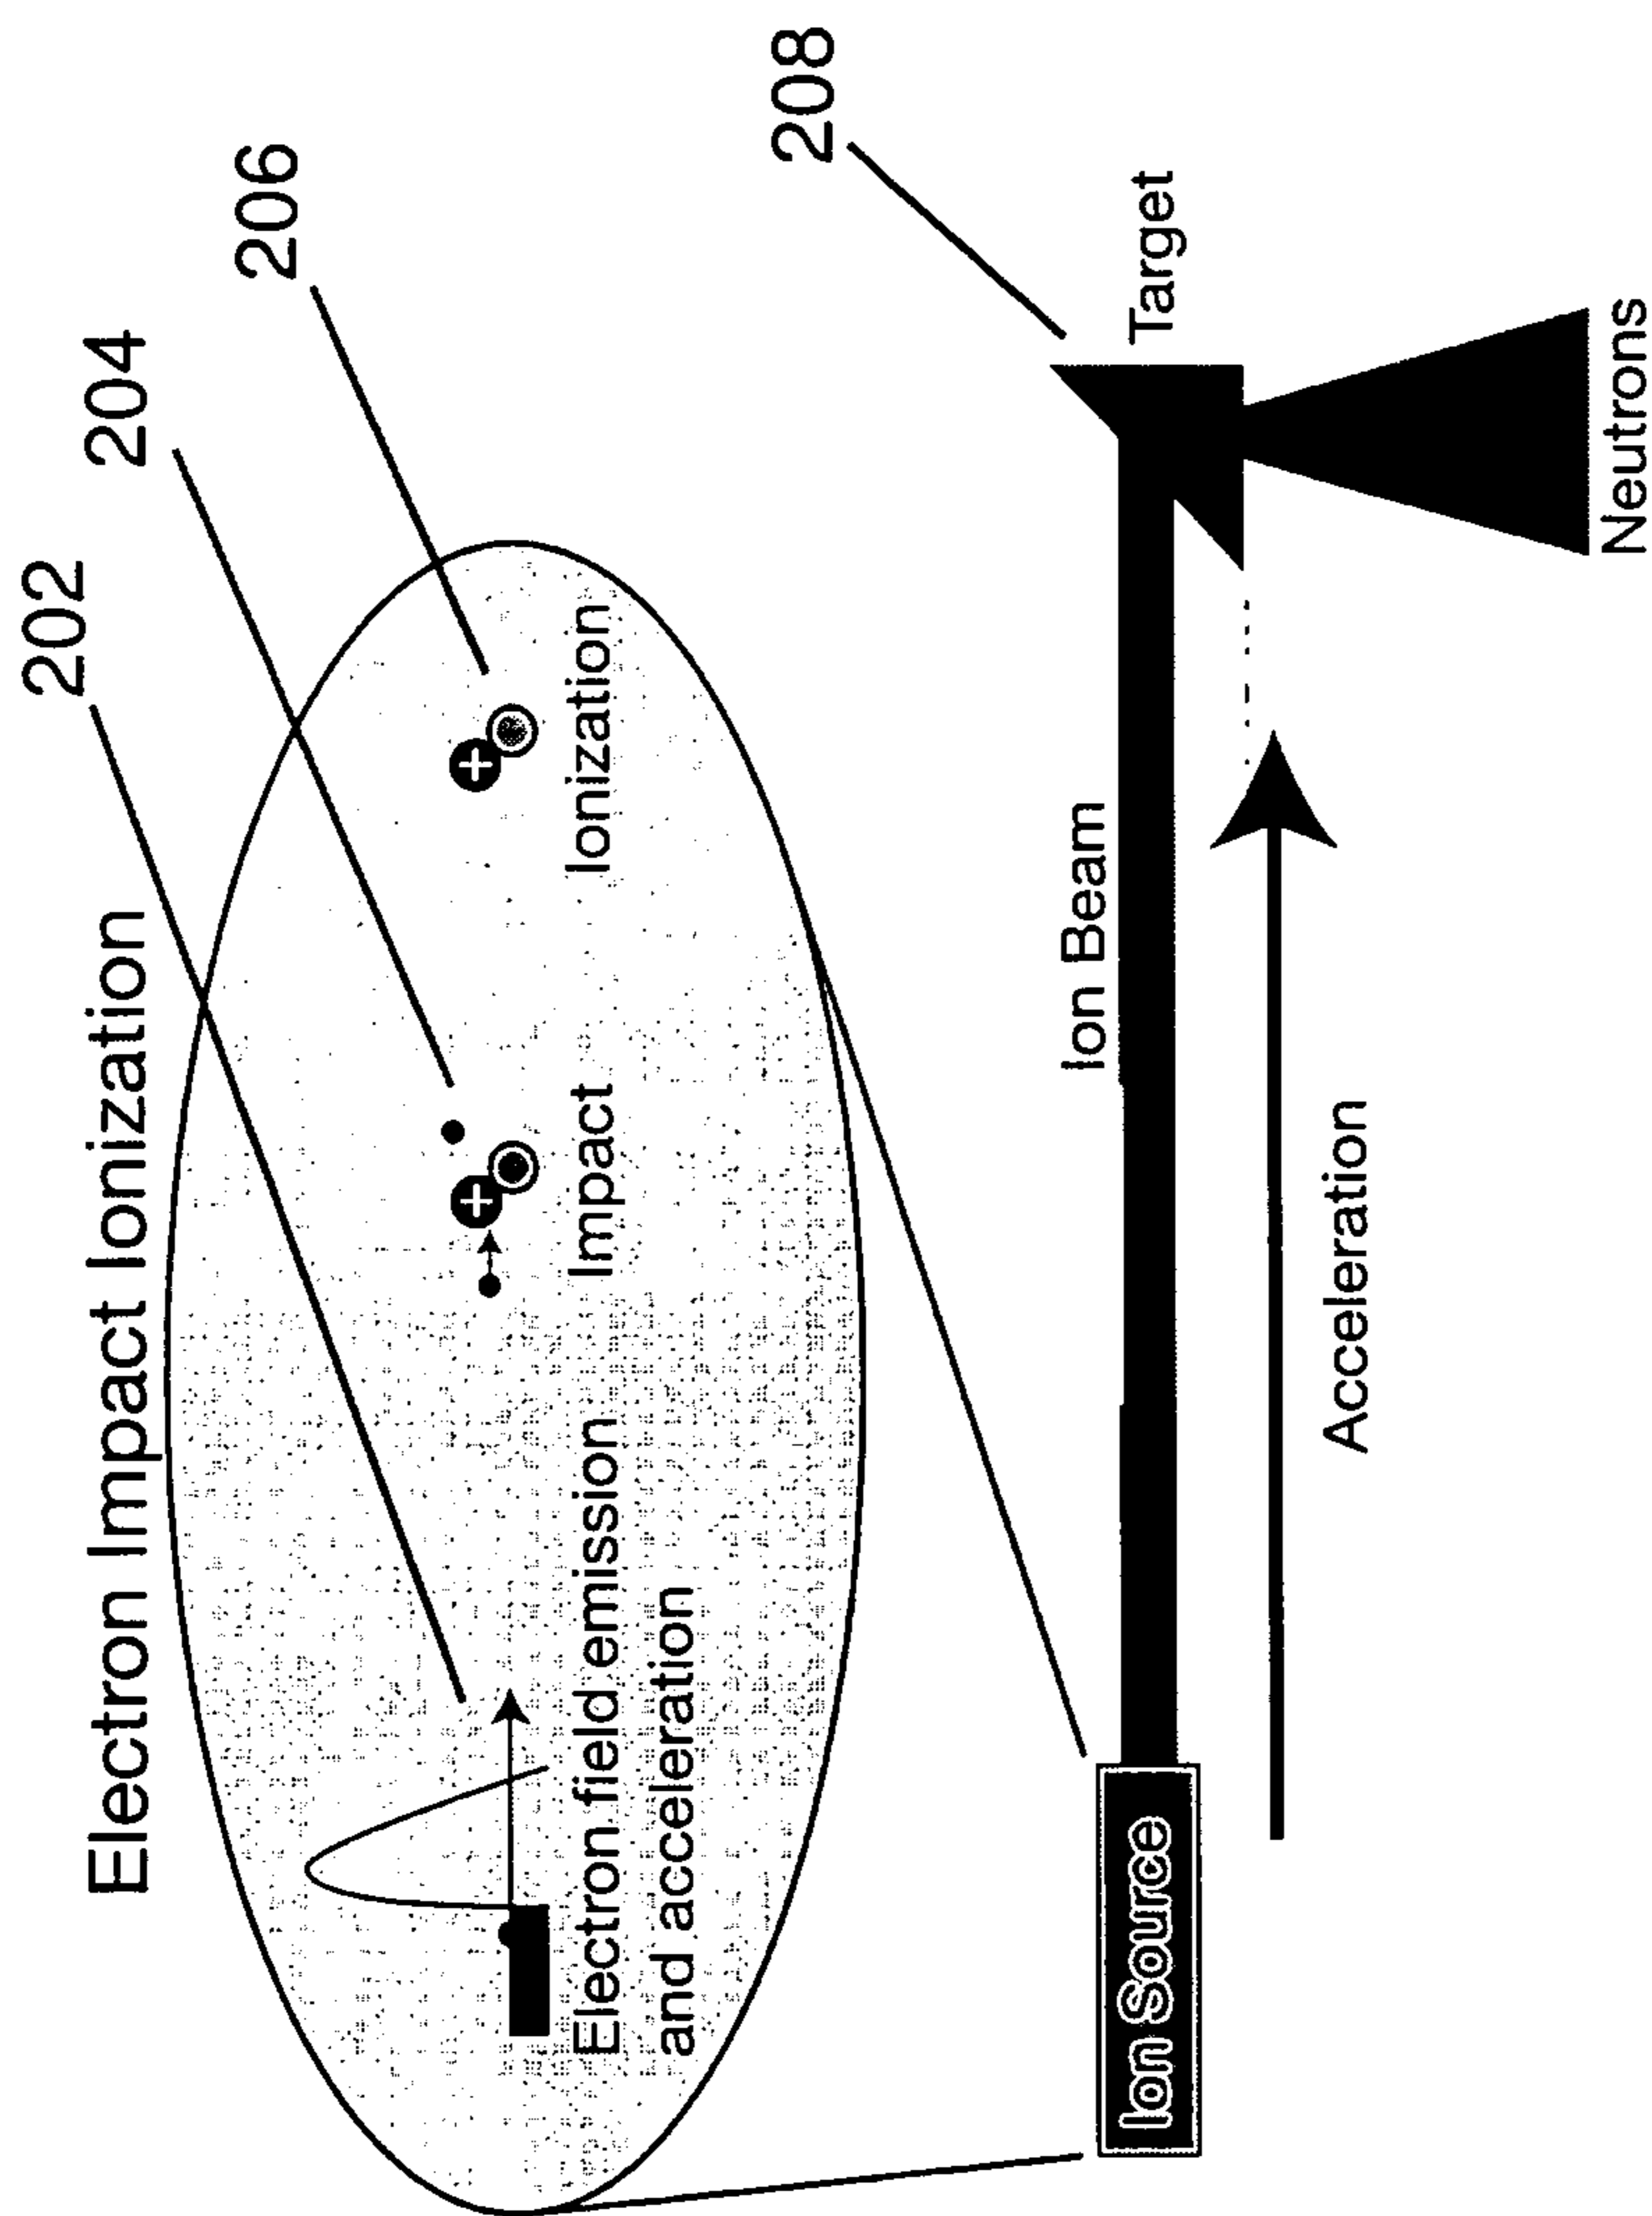 Electron Impact Ionization
202
204
206
208
Electron field emission
and acceleration
Impact
Ionization
+
+
Ion Source
Ion Beam
Target
Acceleration
Neutrons